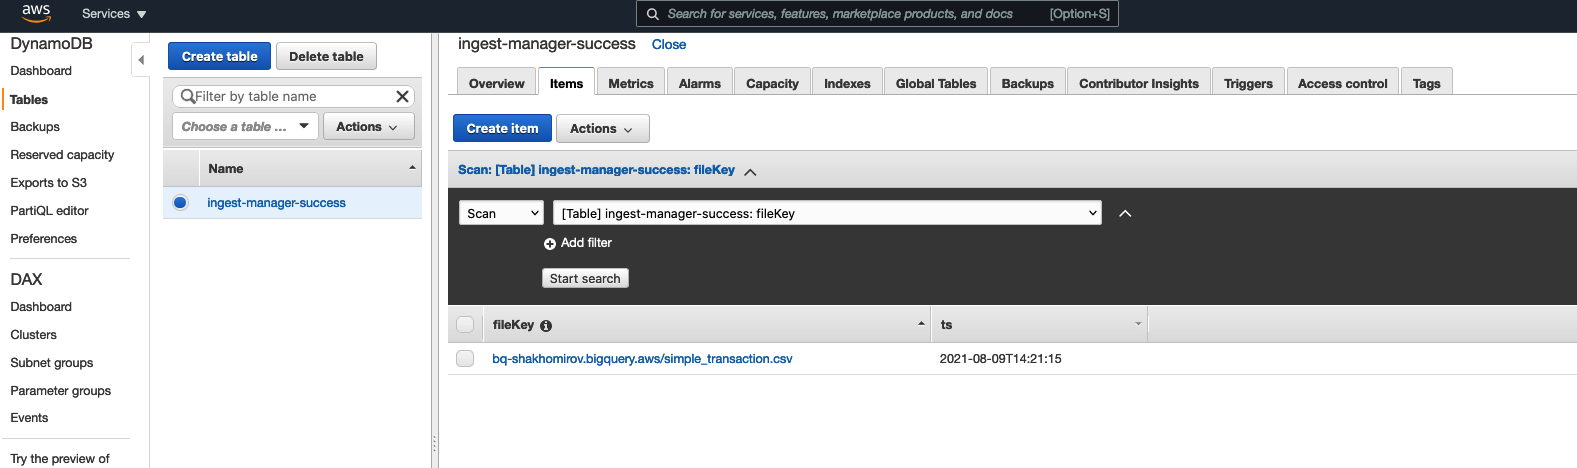 aws
Services
Search for services, features, marketplace products, and docs
[Option+S]
DynamoDB
Dashboard
Tables
Backups
Reserved capacity
Exports to S3
PartiQL editor
Preferences
DAX
Dashboard
Clusters
Subnet groups
Parameter groups
Events
Try the preview of
Create table
Delete table
Filter by table name
Choose a table ...
Actions
Name
ingest-manager-success
ingest-manager-success Close
Overview
Items
Metrics
Alarms
Capacity
Indexes
Global Tables
Backups
Contributor Insights
Triggers
Access control
Tags
Create item
Actions
Scan: [Table] ingest-manager-success: fileKey
Scan
[Table] ingest-manager-success: fileKey
Add filter
Start search
fileKey
ts
bq-shakhomirov.bigquery.aws/simple_transaction.csv
2021-08-09T14:21:15